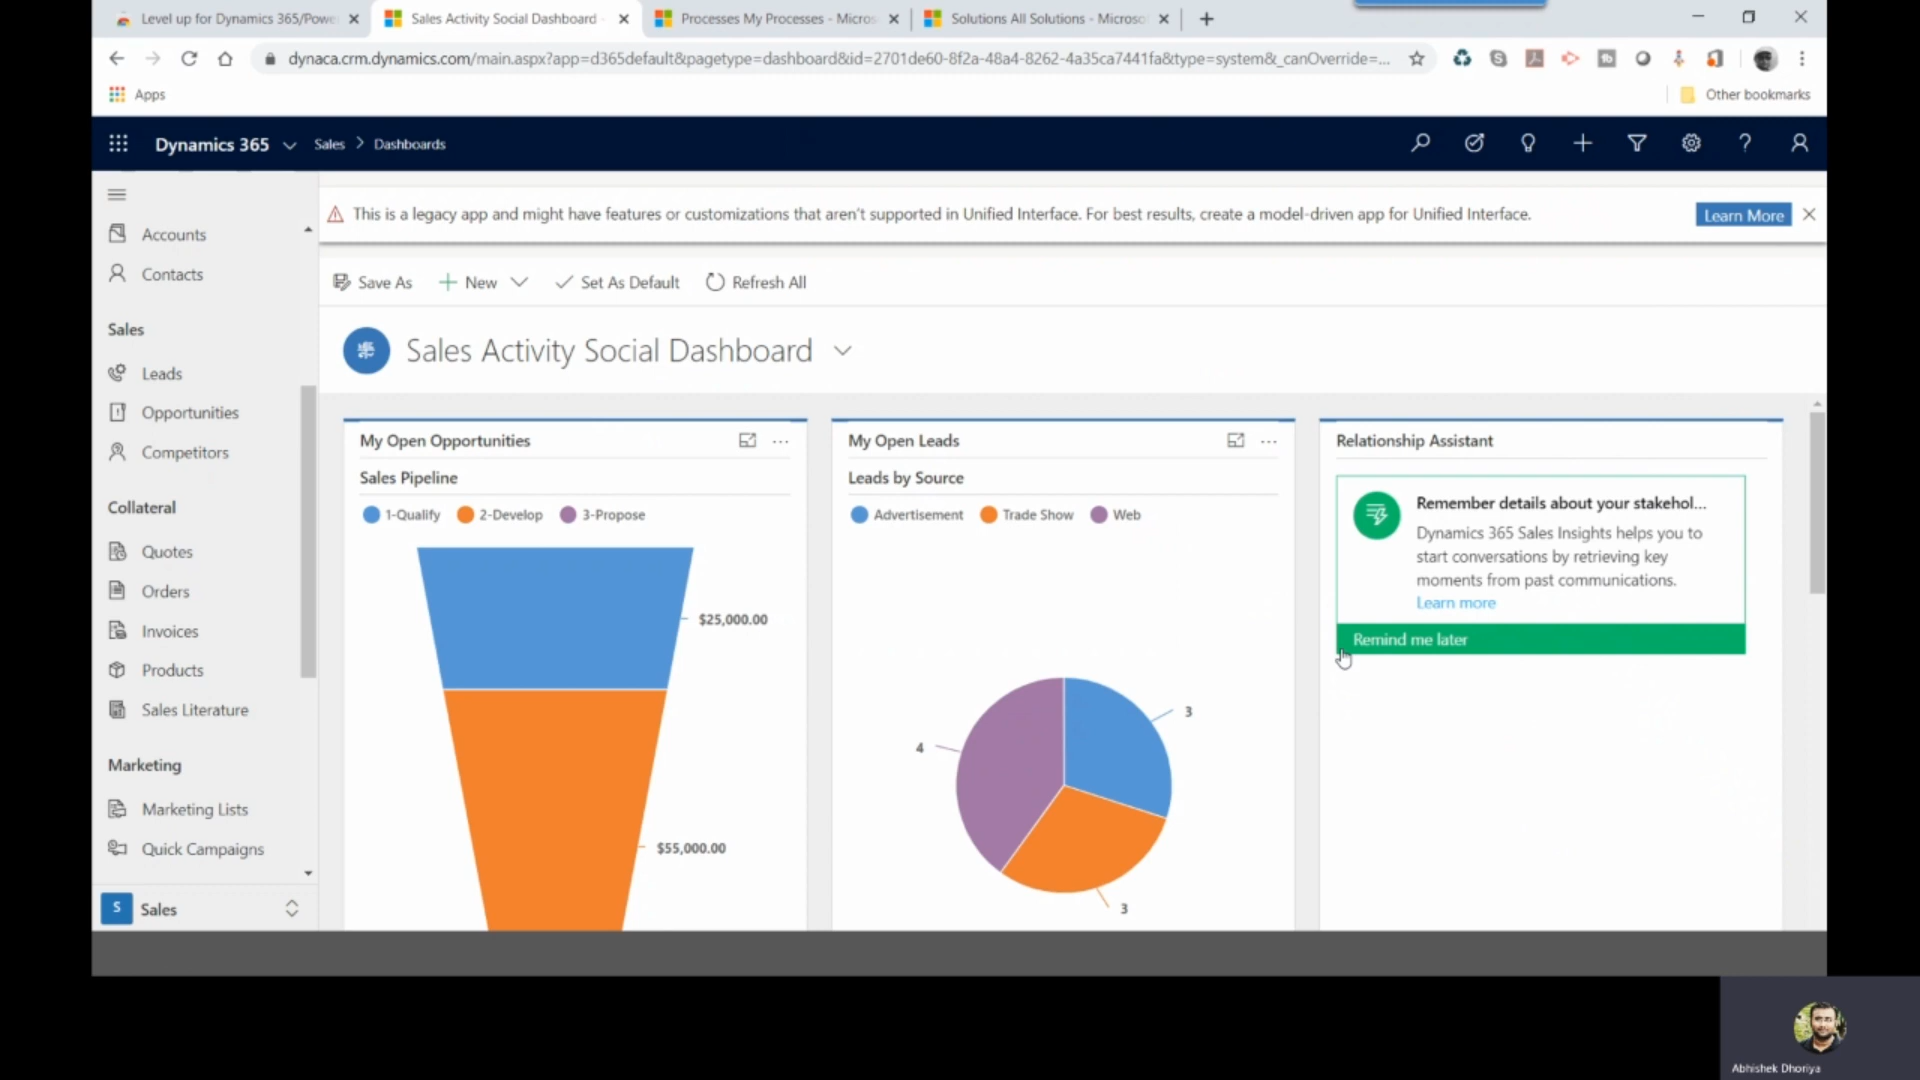 Level up for Dynamics 365/Power
Sales Activity Social Dashboard -
Processes My Processes - Micros
Solutions All Solutions - Microso
dynaca.crm.dynamics.com/main.aspx?app=d365default&pagetype=dashboard&id=2701de60-8f2a-48a4-8262-4a35ca7441fa&type=system&_canOverride=...
Apps
Other bookmarks
Dynamics 365
Sales > Dashboards
This is a legacy app and might have features or customizations that aren't supported in Unified Interface. For best results, create a model-driven app for Unified Interface.
Learn More
Accounts
Contacts
Sales
Leads
Opportunities
Competitors
Collateral
Quotes
Orders
Invoices
Products
Sales Literature
Marketing
Marketing Lists
Quick Campaigns
S Sales
Save As
New
Set As Default
Refresh All
Sales Activity Social Dashboard
My Open Opportunities
Sales Pipeline
1-Qualify 2-Develop 3-Propose
$25,000.00
$55,000.00
My Open Leads
Leads by Source
Advertisement Trade Show Web
3
4
3
Relationship Assistant
Remember details about your stakehol...
Dynamics 365 Sales Insights helps you to
start conversations by retrieving key
moments from past communications.
Learn more
Remind me later
Abhishek Dhoriya